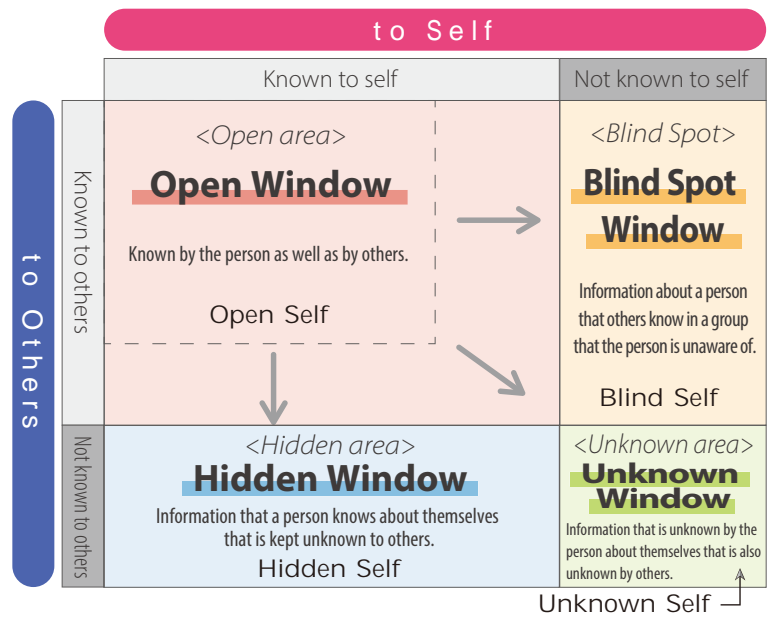 to Self
Known to self
Not known to self
to Others
Known to others
<Open area>
Open Window
Known by the person as well as by others.
Open Self
<Blind Spot>
Blind Spot
Window
Information about a person
that others know in a group
that the person is unaware of.
Blind Self
Not known to others
<Hidden area>
Hidden Window
Information that a person knows about themselves
that is kept unknown to others.
Hidden Self
<Unknown area>
Unknown
Window
Information that is unknown by the
person about themselves that is also
unknown by others.
Unknown Self